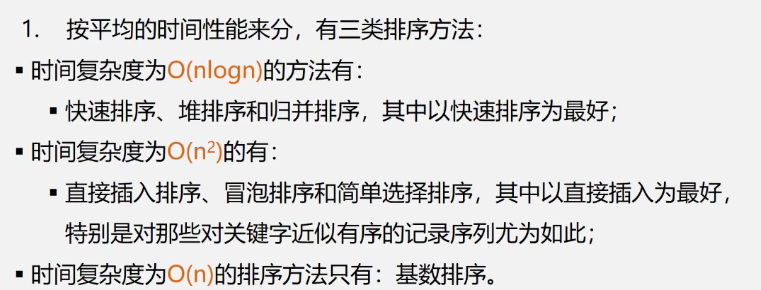 1. 按平均的时间性能来分，有三类排序方法：
▪ 时间复杂度为O(nlogn)的方法有：
▪ 快速排序、堆排序和归并排序，其中以快速排序为最好；
▪ 时间复杂度为O(n²)的有：
▪ 直接插入排序、冒泡排序和简单选择排序，其中以直接插入为最好，
特别是对那些对关键字近似有序的记录序列尤为如此；
▪ 时间复杂度为O(n)的排序方法只有：基数排序。